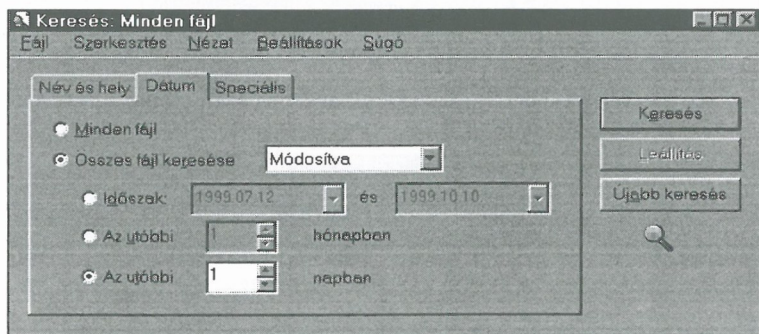 Keresés: Minden fájl
Fájl Szerkesztés Nézet Beállítások Súgó
Név és hely Dátum Speciális
Minden fájl
Összes fájl keresése Módosítva
Időszak: 1999.07.12. és 1999.10.10.
Az utóbbi 1 hónapban
Az utóbbi 1 napban
Keresés
Leállítás
Újabb keresés